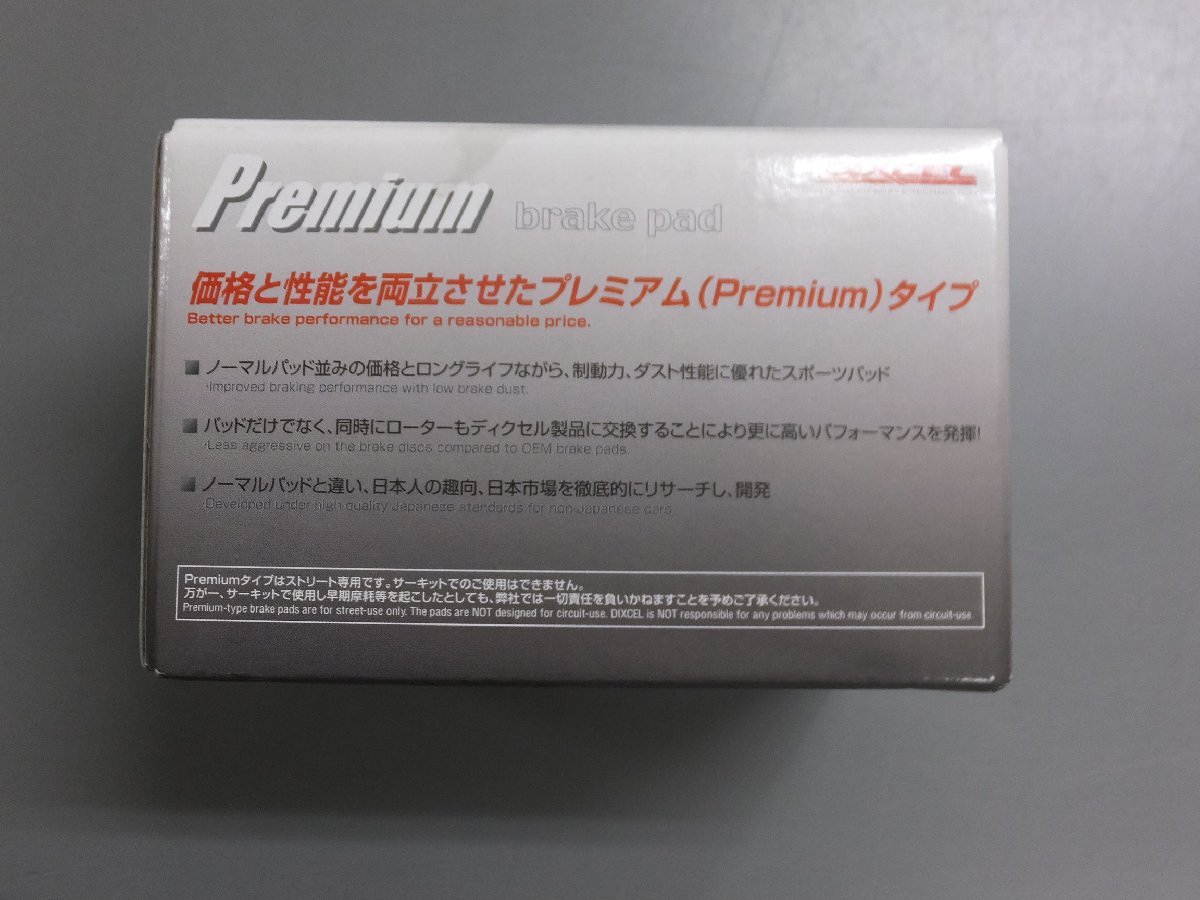 Premium brake pad
価格と性能を両立させたプレミアム(Premium)タイプ
Better brake performance for a reasonable price.
ノーマルパッド並みの価格とロングライフながら、制動力、ダスト性能に優れたスポーツパッド
·Improved braking performance with low brake dust.
パッドだけでなく、同時にローターもディクセル製品に交換することにより更に高いパフォーマンスを発揮!
·Less aggressive on the brake discs compared to OEM brake pads.
ノーマルパッドと違い、日本人の趣向、日本市場を徹底的にリサーチし、開発
·Developed under high quality Japanese standards for non-Japanese cars.
Premiumタイプはストリート専用です。サーキットでのご使用はできません。
万が一、サーキットで使用し早期摩耗等を起こしたとしても、弊社では一切責任を負いかねますことを予めご了承ください。
Premium-type brake pads are for street-use only. The pads are NOT designed for circuit-use. DIXCEL is NOT responsible for any problems which may occur from circuit-use.